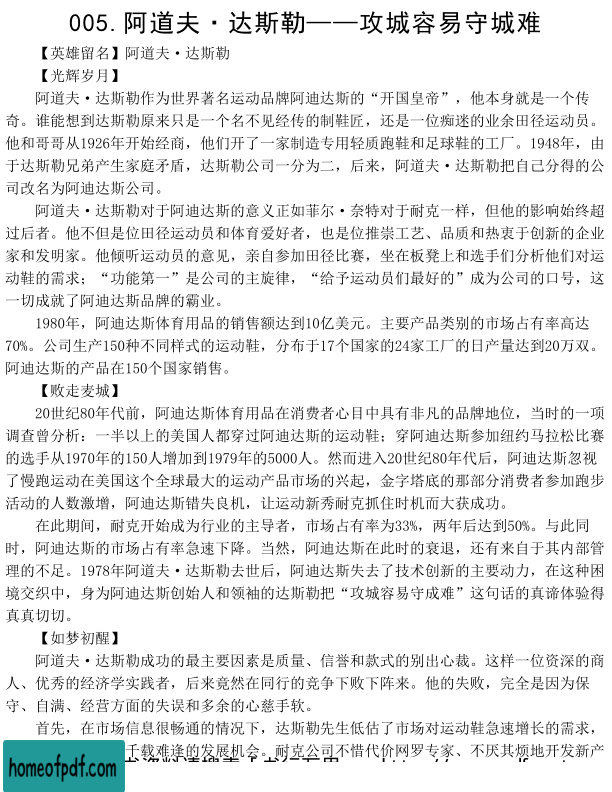 005.阿道夫·达斯勒——攻城容易守城难
【英雄留名】阿道夫·达斯勒
【光辉岁月】
阿道夫·达斯勒作为世界著名运动品牌阿迪达斯的“开国皇帝”，他本身就是一个传
奇。谁能想到达斯勒原来只是一个名不见经传的制鞋匠，还是一位痴迷的业余田径运动员。
他和哥哥从1926年开始经商，他们开了一家制造专用轻质跑鞋和足球鞋的工厂。1948年，由
于达斯勒兄弟产生家庭矛盾，达斯勒公司一分为二，后来，阿道夫·达斯勒把自己分得的公
司改名为阿迪达斯公司。
阿道夫·达斯勒对于阿迪达斯的意义正如菲尔·奈特对于耐克一样，但他的影响始终超
过后者。他不但是位田径运动员和体育爱好者，也是位推崇工艺、品质和热衷于创新的企业
家和发明家。他倾听运动员的意见，亲自参加田径比赛，坐在板凳上和选手们分析他们对运
动鞋的需求；“功能第一”是公司的主旋律，“给予运动员们最好的”成为公司的口号，这
一切成就了阿迪达斯品牌的霸业。
1980年，阿迪达斯体育用品的销售额达到10亿美元。主要产品类别的市场占有率高达
70%。公司生产150种不同样式的运动鞋，分布于17个国家的24家工厂的日产量达到20万双。
阿迪达斯的产品在150个国家销售。
【败走麦城】
20世纪80年代前，阿迪达斯体育用品在消费者心目中具有非凡的品牌地位，当时的一项
调查曾分析：一半以上的美国人都穿过阿迪达斯的运动鞋；穿阿迪达斯参加纽约马拉松比赛
的选手从1970年的150人增加到1979年的5000人。然而进入20世纪80年代后，阿迪达斯忽视
了慢跑运动在美国这个全球最大的运动产品市场的兴起，金字塔底的那部分消费者参加跑步
活动的人数激增，阿迪达斯错失良机，让运动新秀耐克抓住时机而大获成功。
在此期间，耐克开始成为行业的主导者，市场占有率为33%，两年后达到50%。与此同
时，阿迪达斯的市场占有率急速下降。当然，阿迪达斯在此时的衰退，还有来自于其内部管
理的不足。1978年阿道夫·达斯勒去世后，阿迪达斯失去了技术创新的主要动力，在这种困
境交织中，身为阿迪达斯创始人和领袖的达斯勒把“攻城容易守成难”这句话的真谛体验得
真真切切。
【如梦初醒】
阿道夫·达斯勒成功的最主要因素是质量、信誉和款式的别出心裁。这样一位资深的商
人、优秀的经济学实践者，后来竟然在同行的竞争下败下阵来。他的失败，完全是因为保
守、自满、经营方面的失误和多余的心慈手软。
首先，在市场信息很畅通的情况下，达斯勒先生低估了市场对运动鞋急速增长的需求，
千载难逢的发展机会。耐克公司不惜代价网罗专家、不厌其烦地开发新产
homeofpdf.com